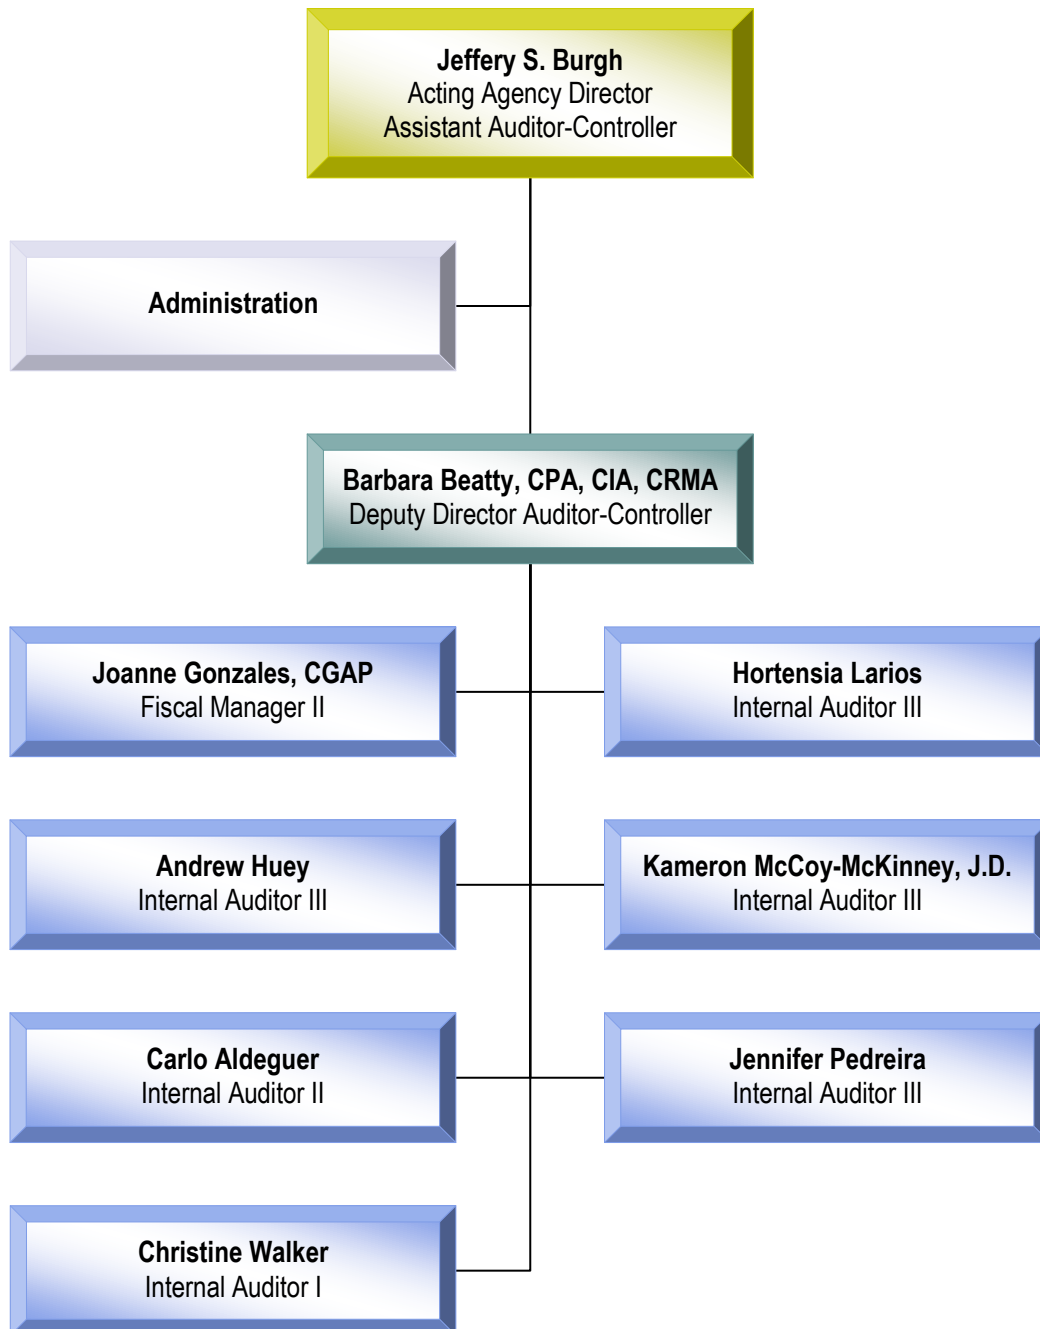 Jeffery S. Burgh
Acting Agency Director
Assistant Auditor-Controller
Administration
Barbara Beatty, CPA, CIA, CRMA
Deputy Director Auditor-Controller
Joanne Gonzales, CGAP
Fiscal Manager II
Hortensia Larios
Internal Auditor III
Andrew Huey
Internal Auditor III
Kameron McCoy-McKinney, J.D.
Internal Auditor III
Carlo Aldeguer
Internal Auditor II
Jennifer Pedreira
Internal Auditor III
Christine Walker
Internal Auditor I